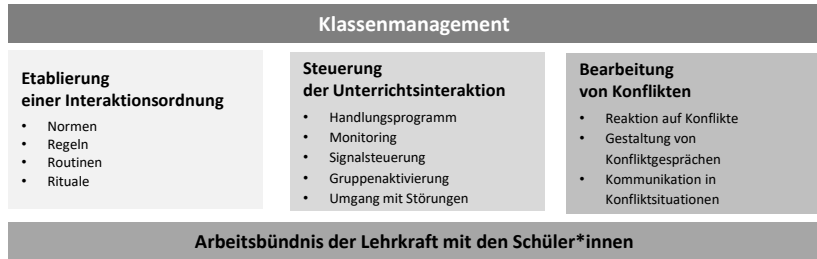 Klassenmanagement
Etablierung
einer Interaktionsordnung
• Normen
• Regeln
• Routinen
• Rituale
Steuerung
der Unterrichtsinteraktion
• Handlungsprogramm
• Monitoring
• Signalsteuerung
• Gruppenaktivierung
• Umgang mit Störungen
Bearbeitung
von Konflikten
• Reaktion auf Konflikte
• Gestaltung von
Konfliktgesprächen
• Kommunikation in
Konfliktsituationen
Arbeitsbündnis der Lehrkraft mit den Schüler*innen